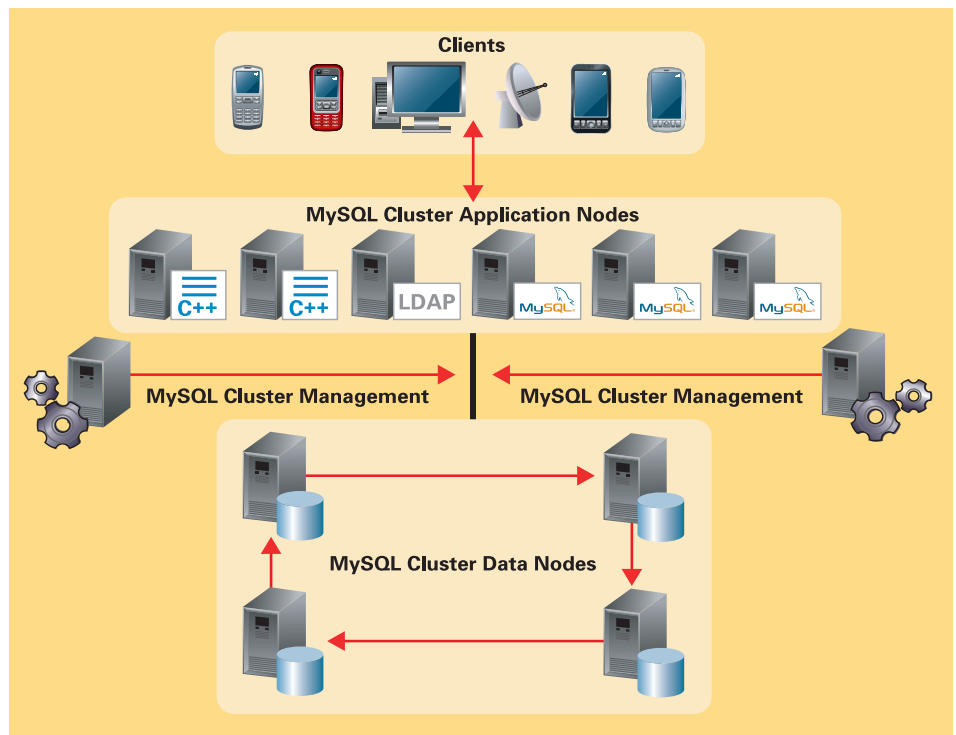 Clients
MySQL Cluster Application Nodes
C++
C++
LDAP
MySQL
MySQL
MySQL
MySQL Cluster Management
MySQL Cluster Management
MySQL Cluster Data Nodes